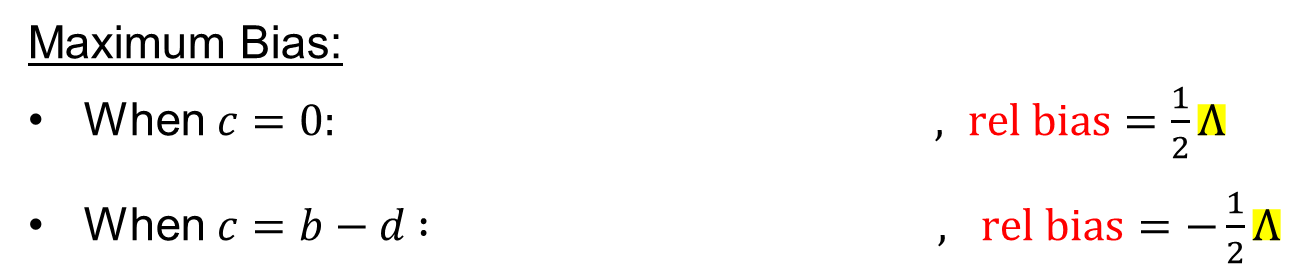 Maximum Bias:
• When 𝑐 = 0: , rel bias = 1/2 Λ
• When 𝑐 = 𝑏 − 𝑑 : , rel bias = −1/2 Λ